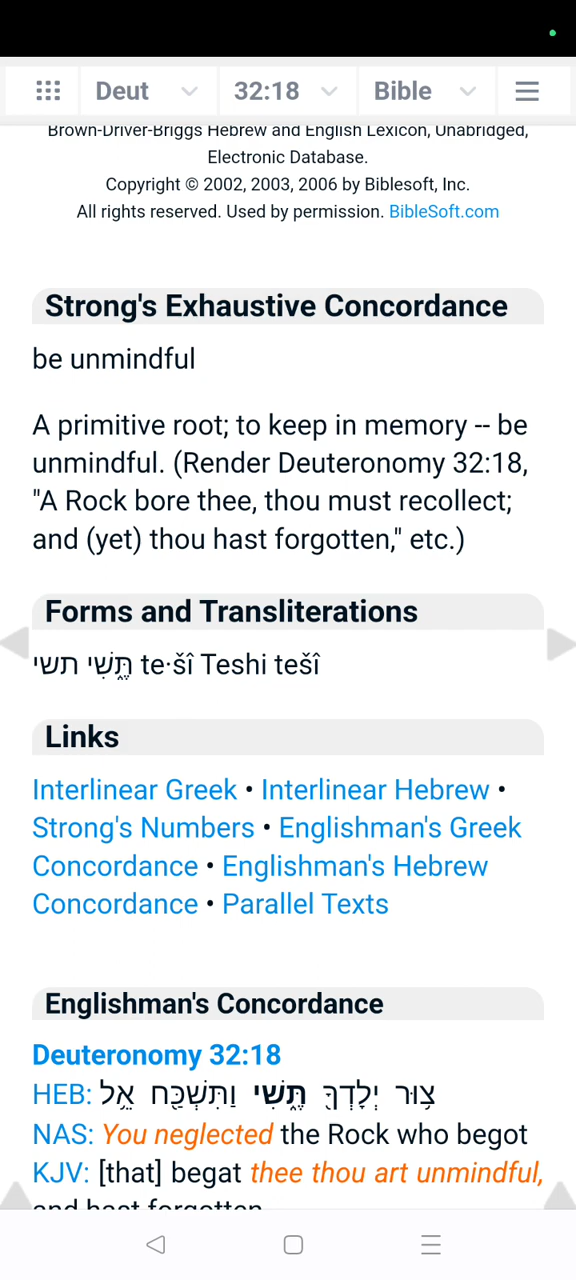 Deut 32:18 Bible
Brown-Driver-Briggs Hebrew and English Lexicon, Unabridged,
Electronic Database.
Copyright © 2002, 2003, 2006 by Biblesoft, Inc.
All rights reserved. Used by permission. BibleSoft.com
Strong's Exhaustive Concordance
be unmindful
A primitive root; to keep in memory -- be
unmindful. (Render Deuteronomy 32:18,
"A Rock bore thee, thou must recollect;
and (yet) thou hast forgotten," etc.)
Forms and Transliterations
תֶּ֑שִׁי תשי te·šî Teshi tešî
Links
Interlinear Greek • Interlinear Hebrew •
Strong's Numbers • Englishman's Greek
Concordance • Englishman's Hebrew
Concordance • Parallel Texts
Englishman's Concordance
Deuteronomy 32:18
HEB: צ֥וּר יְלָדְךָ֖ תֶּ֑שִׁי וַתִּשְׁכַּ֖ח אֵ֥ל
NAS: You neglected the Rock who begot
KJV: [that] begat thee thou art unmindful,
and hast forgotten